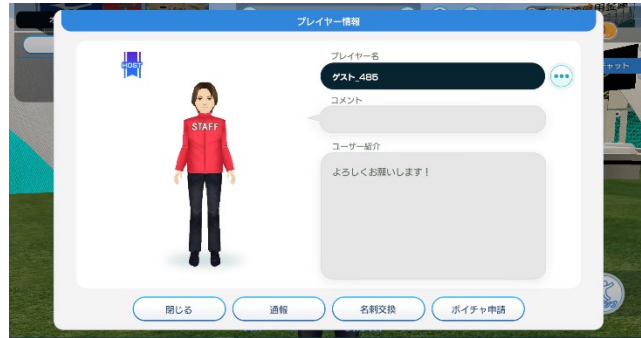 プレイヤー情報
HOST
STAFF
プレイヤー名
ゲスト_485
コメント
ユーザー紹介
よろしくお願いします！
閉じる
通報
名刺交換
ボイチャ申請